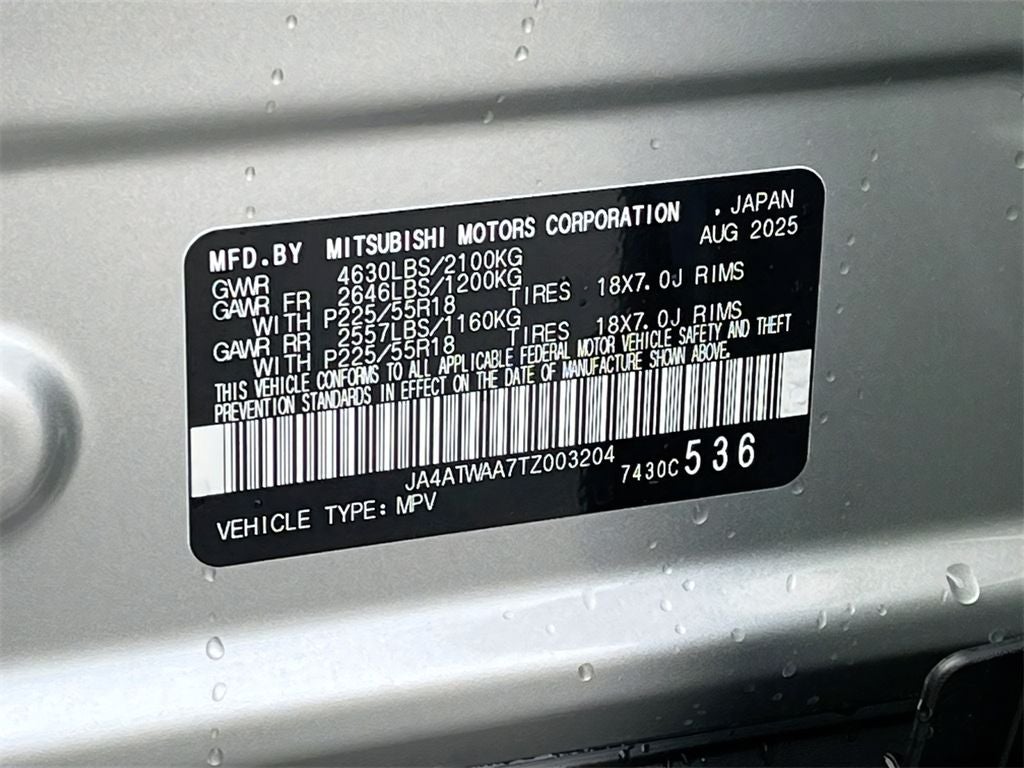 MFD.BY MITSUBISHI MOTORS CORPORATION , JAPAN
AUG 2025
GWWR 4630LBS/2100KG
GAWR FR 2646LBS/1200KG
WITH P225/55R18 TIRES 18X7.0J RIMS
GAWR RR 2557LBS/1160KG
WITH P225/55R18 TIRES 18X7.0J RIMS
THIS VEHICLE CONFORMS TO ALL APPLICABLE FEDERAL MOTOR VEHICLE SAFETY AND THEFT
PREVENTION STANDARDS IN EFFECT ON THE DATE OF MANUFACTURE SHOWN ABOVE.
JA4ATWAA7TZ003204 7430C 536
VEHICLE TYPE: MPV